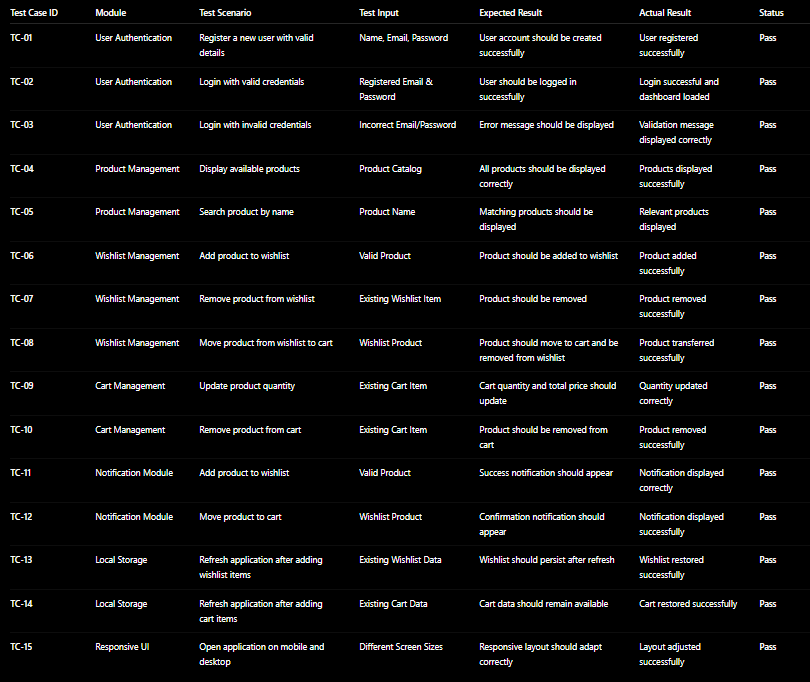 Test Case ID Module Test Scenario Test Input Expected Result Actual Result Status
TC-01 User Authentication Register a new user with valid Name, Email, Password User account should be created User registered Pass
details successfully successfully
TC-02 User Authentication Login with valid credentials Registered Email & User should be logged in Login successful and Pass
Password successfully dashboard loaded
TC-03 User Authentication Login with invalid credentials Incorrect Email/Password Error message should be displayed Validation message Pass
displayed correctly
TC-04 Product Management Display available products Product Catalog All products should be displayed Products displayed Pass
correctly successfully
TC-05 Product Management Search product by name Product Name Matching products should be Relevant products Pass
displayed displayed
TC-06 Wishlist Management Add product to wishlist Valid Product Product should be added to wishlist Product added Pass
successfully
TC-07 Wishlist Management Remove product from wishlist Existing Wishlist Item Product should be removed Product removed Pass
successfully
TC-08 Wishlist Management Move product from wishlist to cart Wishlist Product Product should move to cart and be Product transferred Pass
removed from wishlist successfully
TC-09 Cart Management Update product quantity Existing Cart Item Cart quantity and total price should Quantity updated Pass
update correctly
TC-10 Cart Management Remove product from cart Existing Cart Item Product should be removed from Product removed Pass
cart successfully
TC-11 Notification Module Add product to wishlist Valid Product Success notification should appear Notification displayed Pass
correctly
TC-12 Notification Module Move product to cart Wishlist Product Confirmation notification should Notification displayed Pass
appear successfully
TC-13 Local Storage Refresh application after adding Existing Wishlist Data Wishlist should persist after refresh Wishlist restored Pass
wishlist items successfully
TC-14 Local Storage Refresh application after adding Existing Cart Data Cart data should remain available Cart restored successfully Pass
cart items
TC-15 Responsive UI Open application on mobile and Different Screen Sizes Responsive layout should adapt Layout adjusted Pass
desktop correctly successfully